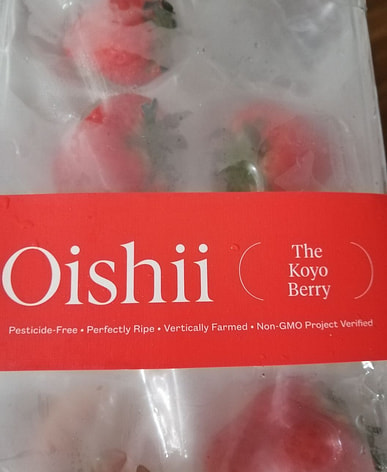 Oishii
The
Koyo
Berry
Pesticide-Free • Perfectly Ripe • Vertically Farmed • Non-GMO Project Verified